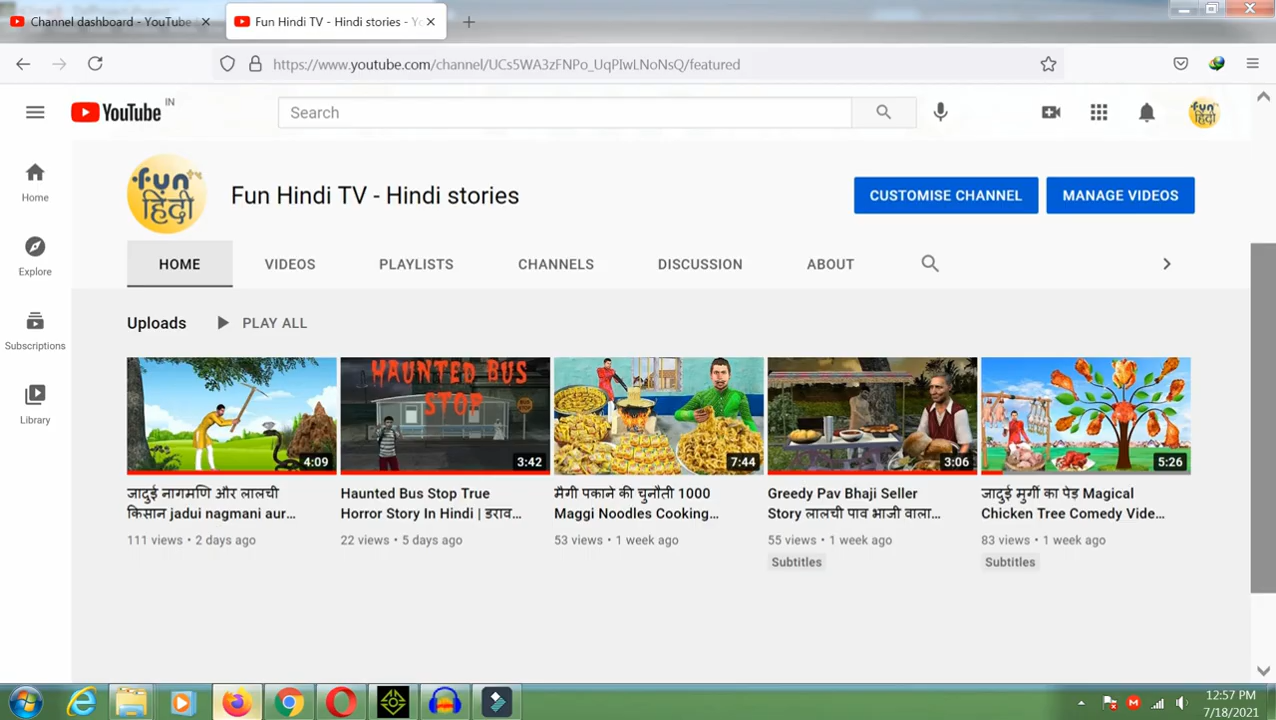 Channel dashboard - YouTube
Fun Hindi TV - Hindi stories - Yo
https://www.youtube.com/channel/UCs5WA3zFNPo_UqPIwLNoNsQ/featured
YouTube IN
Search
fun
हिंदी
Home
Explore
Subscriptions
Library
fun TV
हिंदी
Fun Hindi TV - Hindi stories
CUSTOMISE CHANNEL
MANAGE VIDEOS
HOME
VIDEOS
PLAYLISTS
CHANNELS
DISCUSSION
ABOUT
Uploads
PLAY ALL
4:09
जादुई नागमणि और लालची
किसान jadui nagmani aur...
111 views • 2 days ago
HAUNTED BUS
STOP
BUS
STOP
3:42
Haunted Bus Stop True
Horror Story In Hindi | डराव...
22 views • 5 days ago
7:44
मैगी पकाने की चुनौती 1000
Maggi Noodles Cooking...
53 views • 1 week ago
3:06
Greedy Pav Bhaji Seller
Story लालची पाव भाजी वाला...
55 views • 1 week ago
Subtitles
5:26
जादुई मुर्गी का पेड़ Magical
Chicken Tree Comedy Vide...
83 views • 1 week ago
Subtitles
12:57 PM
7/18/2021